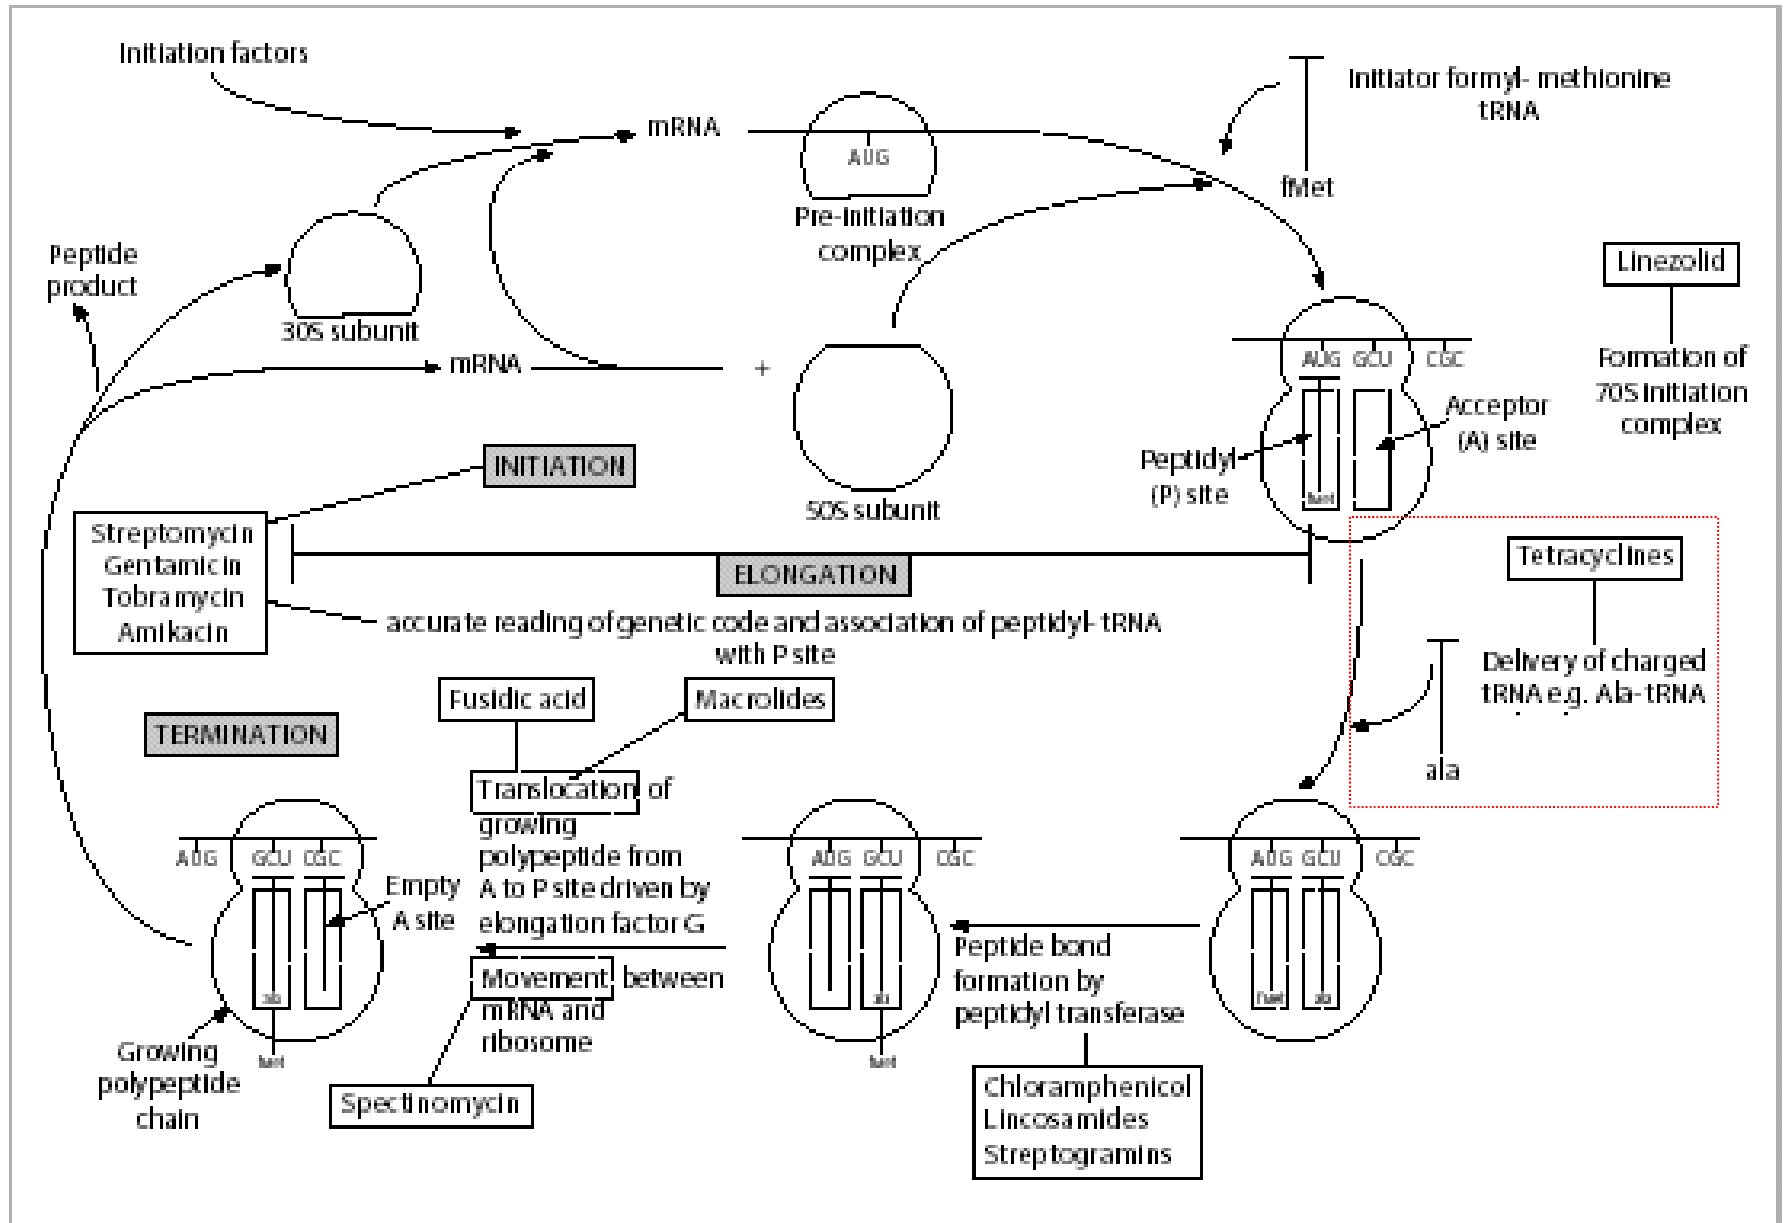 Initiation factors
mRNA
AUG
Pre-initiation
complex
Initiator formyl- methionine
tRNA
fMet
Peptide
product
30S subunit
mRNA
+
50S subunit
Linezolid
Formation of
70S initiation
complex
AUG GCU CGC
Acceptor
(A) site
Peptidyl
(P) site
fmet
INITIATION
Streptomycin
Gentamicin
Tobramycin
Amikacin
ELONGATION
accurate reading of genetic code and association of peptidyl- tRNA
with P site
Tetracyclines
Delivery of charged
tRNA e.g. Ala- tRNA
ala
Fusidic acid
Macrolides
TERMINATION
Translocation of
growing
polypeptide from
A to P site driven by
elongation factor G
Movement between
mRNA and
ribosome
Spectinomycin
AUG GCU CGC
Empty
A site
fmet
Growing
polypeptide
chain
AUG GCU CGC
fmet
Peptide bond
formation by
peptidyl transferase
Chloramphenicol
Lincosamides
Streptogramins
AUG GCU CGC
fmet